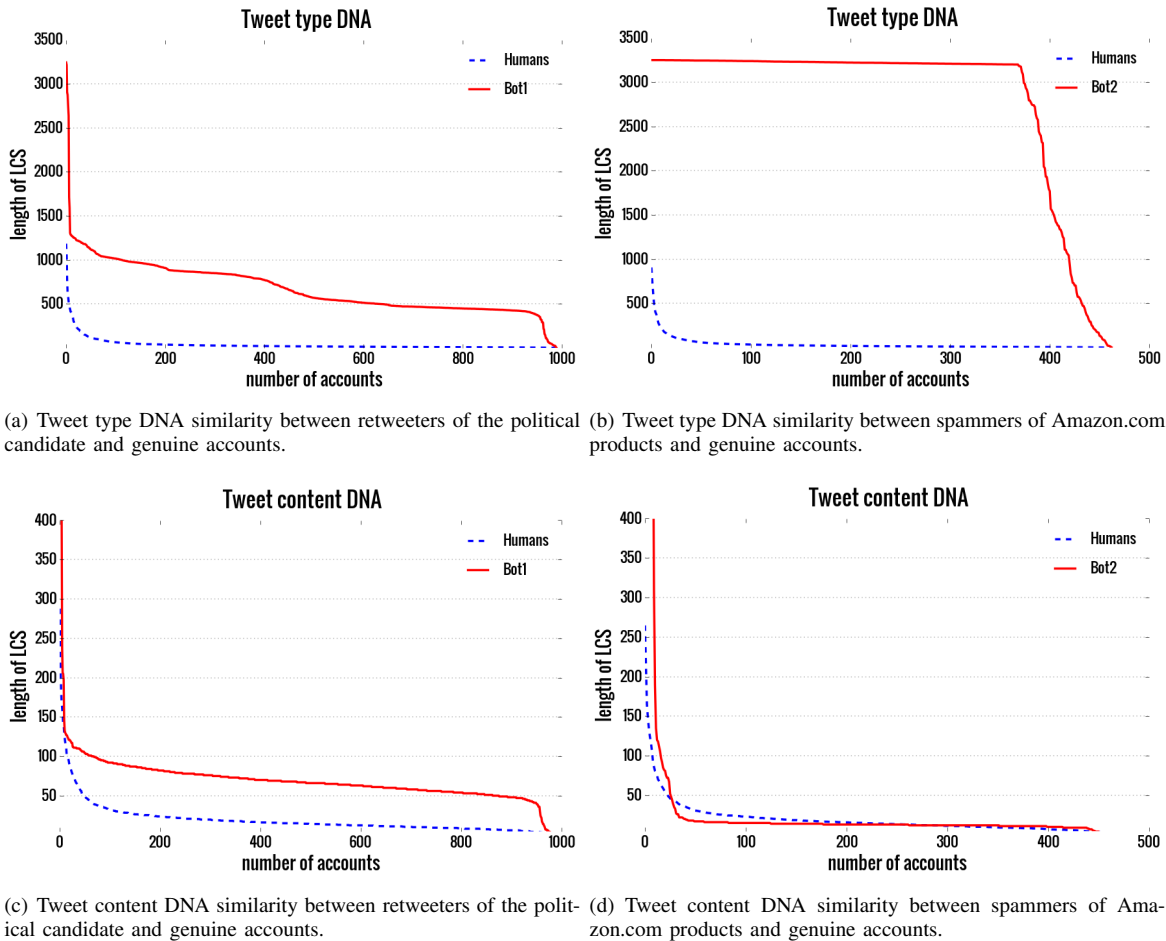 Tweet type DNA
3500
3000
2500
2000
1500
1000
500
length of LCS
Humans
Bot1
0
200
400
600
800
1000
number of accounts
Tweet type DNA
3500
3000
2500
2000
1500
1000
500
length of LCS
Humans
Bot2
0
100
200
300
400
500
number of accounts
(a) Tweet type DNA similarity between retweeters of the political
candidate and genuine accounts.
(b) Tweet type DNA similarity between spammers of Amazon.com
products and genuine accounts.
Tweet content DNA
400
350
300
250
200
150
100
50
length of LCS
Humans
Bot1
0
200
400
600
800
1000
number of accounts
Tweet content DNA
400
350
300
250
200
150
100
50
length of LCS
Humans
Bot2
0
100
200
300
400
500
number of accounts
(c) Tweet content DNA similarity between retweeters of the polit-
ical candidate and genuine accounts.
(d) Tweet content DNA similarity between spammers of Ama-
zon.com products and genuine accounts.